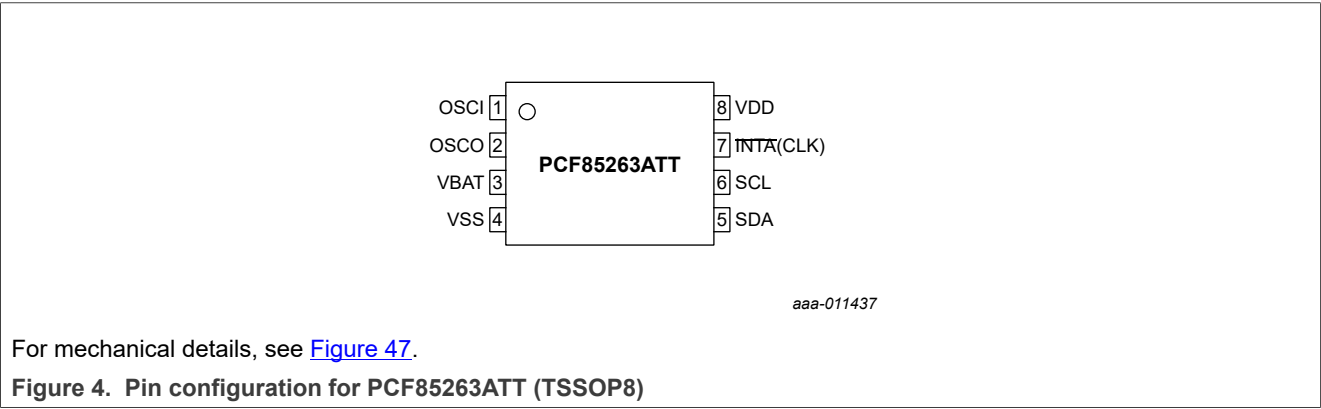 OSCI 1
OSCO 2
VBAT 3
VSS 4
PCF85263ATT
8 VDD
7 INTA(CLK)
6 SCL
5 SDA
aaa-011437
For mechanical details, see Figure 47.
Figure 4. Pin configuration for PCF85263ATT (TSSOP8)